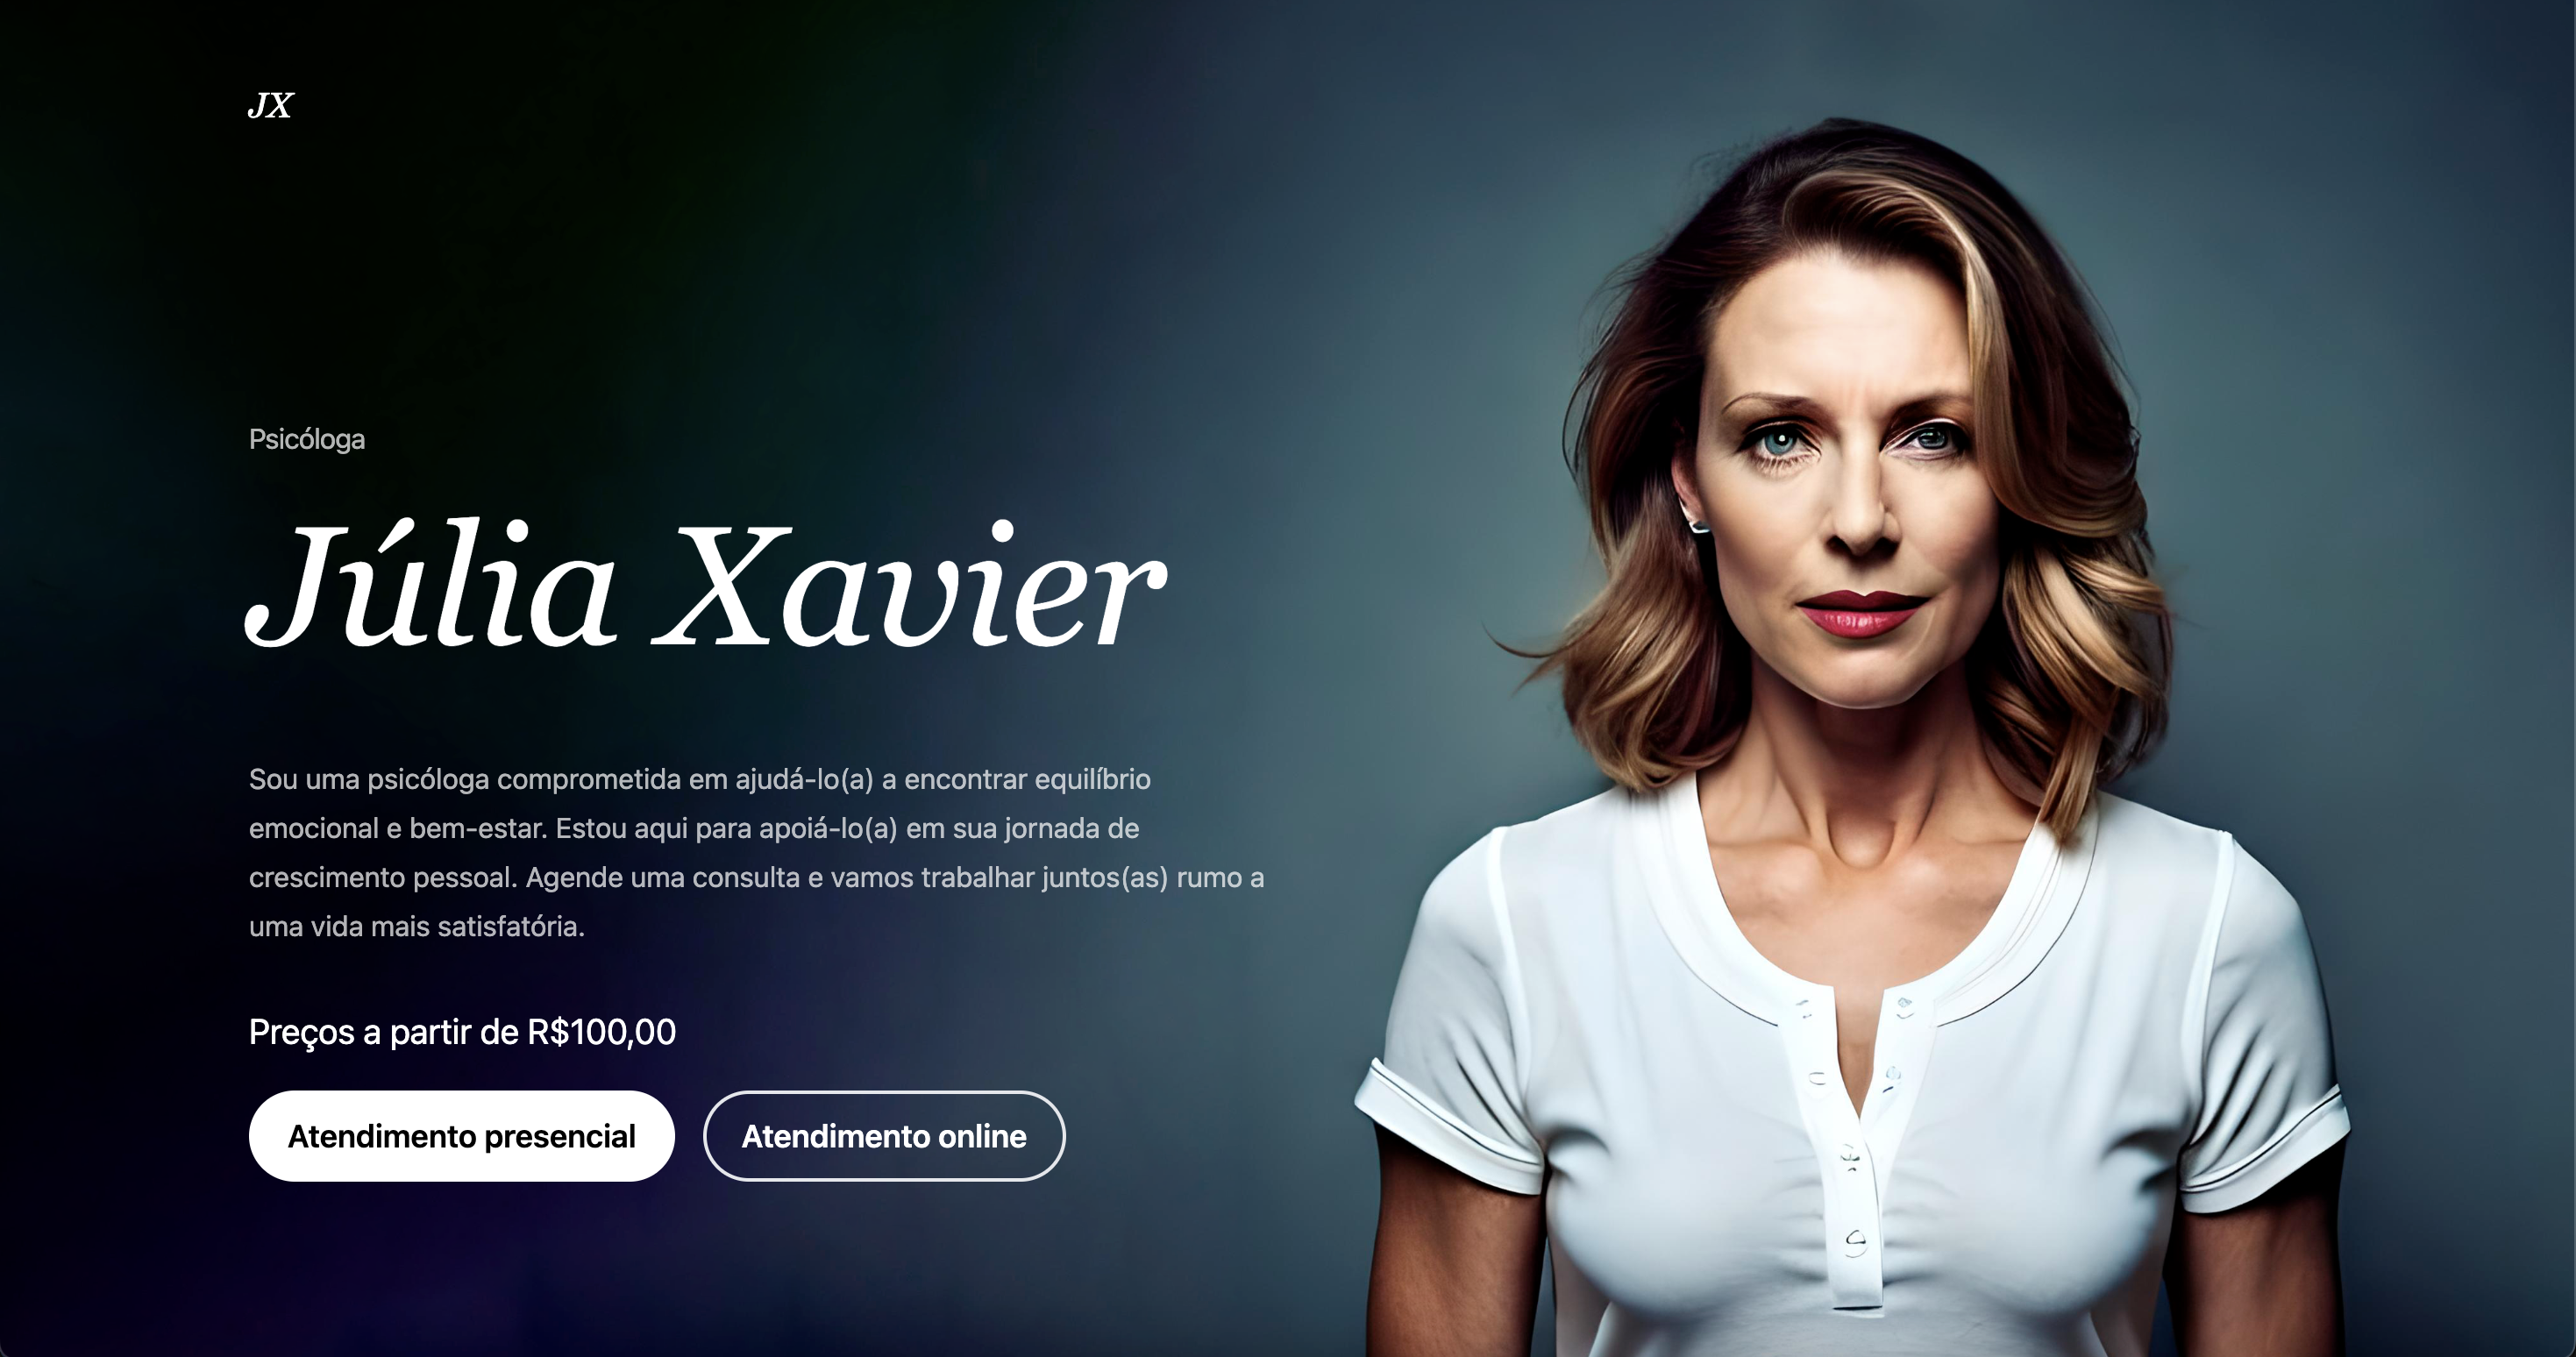 JX
Psicóloga
Júlia Xavier
Sou uma psicóloga comprometida em ajudá-lo(a) a encontrar equilíbrio
emocional e bem-estar. Estou aqui para apoiá-lo(a) em sua jornada de
crescimento pessoal. Agende uma consulta e vamos trabalhar juntos(as) rumo a
uma vida mais satisfatória.
Preços a partir de R$100,00
Atendimento presencial
Atendimento online